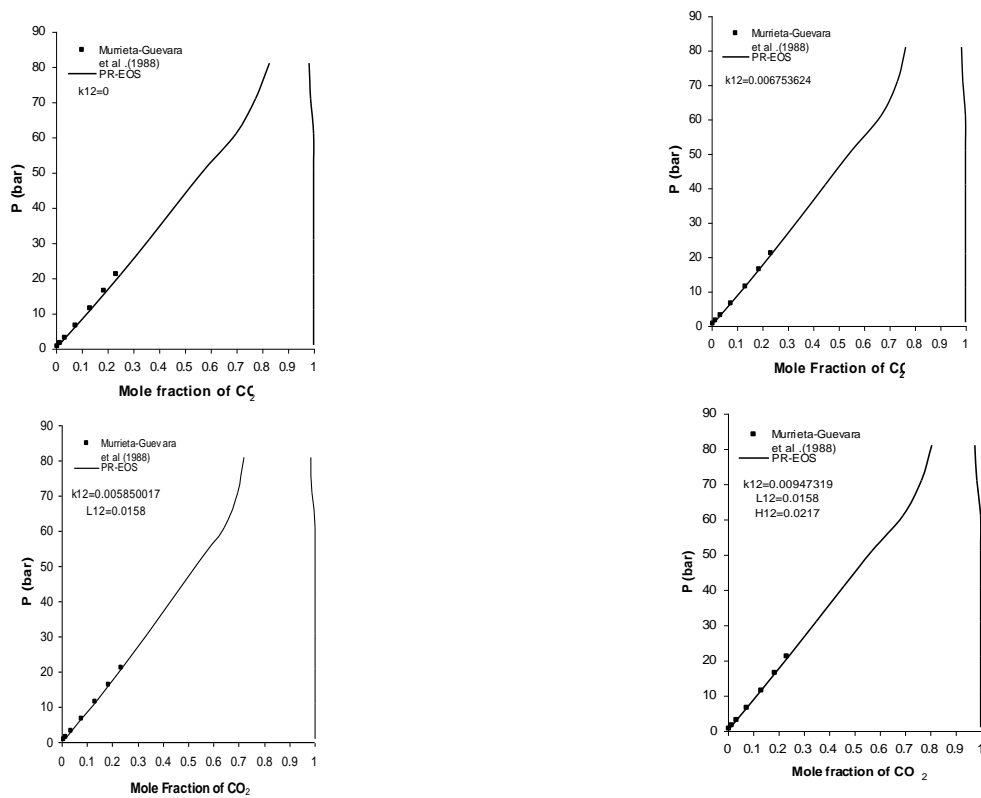 90
80
70
60
50
40
30
20
10
0
P (bar)
Murrieta-Guevara
et al .(1988)
PR-EOS
k12=0
0 0.1 0.2 0.3 0.4 0.5 0.6 0.7 0.8 0.9 1
Mole fraction of CO2
90
80
70
60
50
40
30
20
10
0
P (bar)
Murrieta-Guevara
et al .(1988)
PR-EOS
k12=0.006753624
0 0.1 0.2 0.3 0.4 0.5 0.6 0.7 0.8 0.9 1
Mole Fraction of CO2
90
80
70
60
50
40
30
20
10
0
P (bar)
Murrieta-Guevara
et al (1988)
PR-EOS
k12=0.005850017
L12=0.0158
0 0.1 0.2 0.3 0.4 0.5 0.6 0.7 0.8 0.9 1
Mole Fraction of CO2
90
80
70
60
50
40
30
20
10
0
P (bar)
Murrieta-Guevara
et al .(1988)
PR-EOS
k12=0.00947319
L12=0.0158
H12=0.0217
0 0.1 0.2 0.3 0.4 0.5 0.6 0.7 0.8 0.9 1
Mole fraction of CO 2